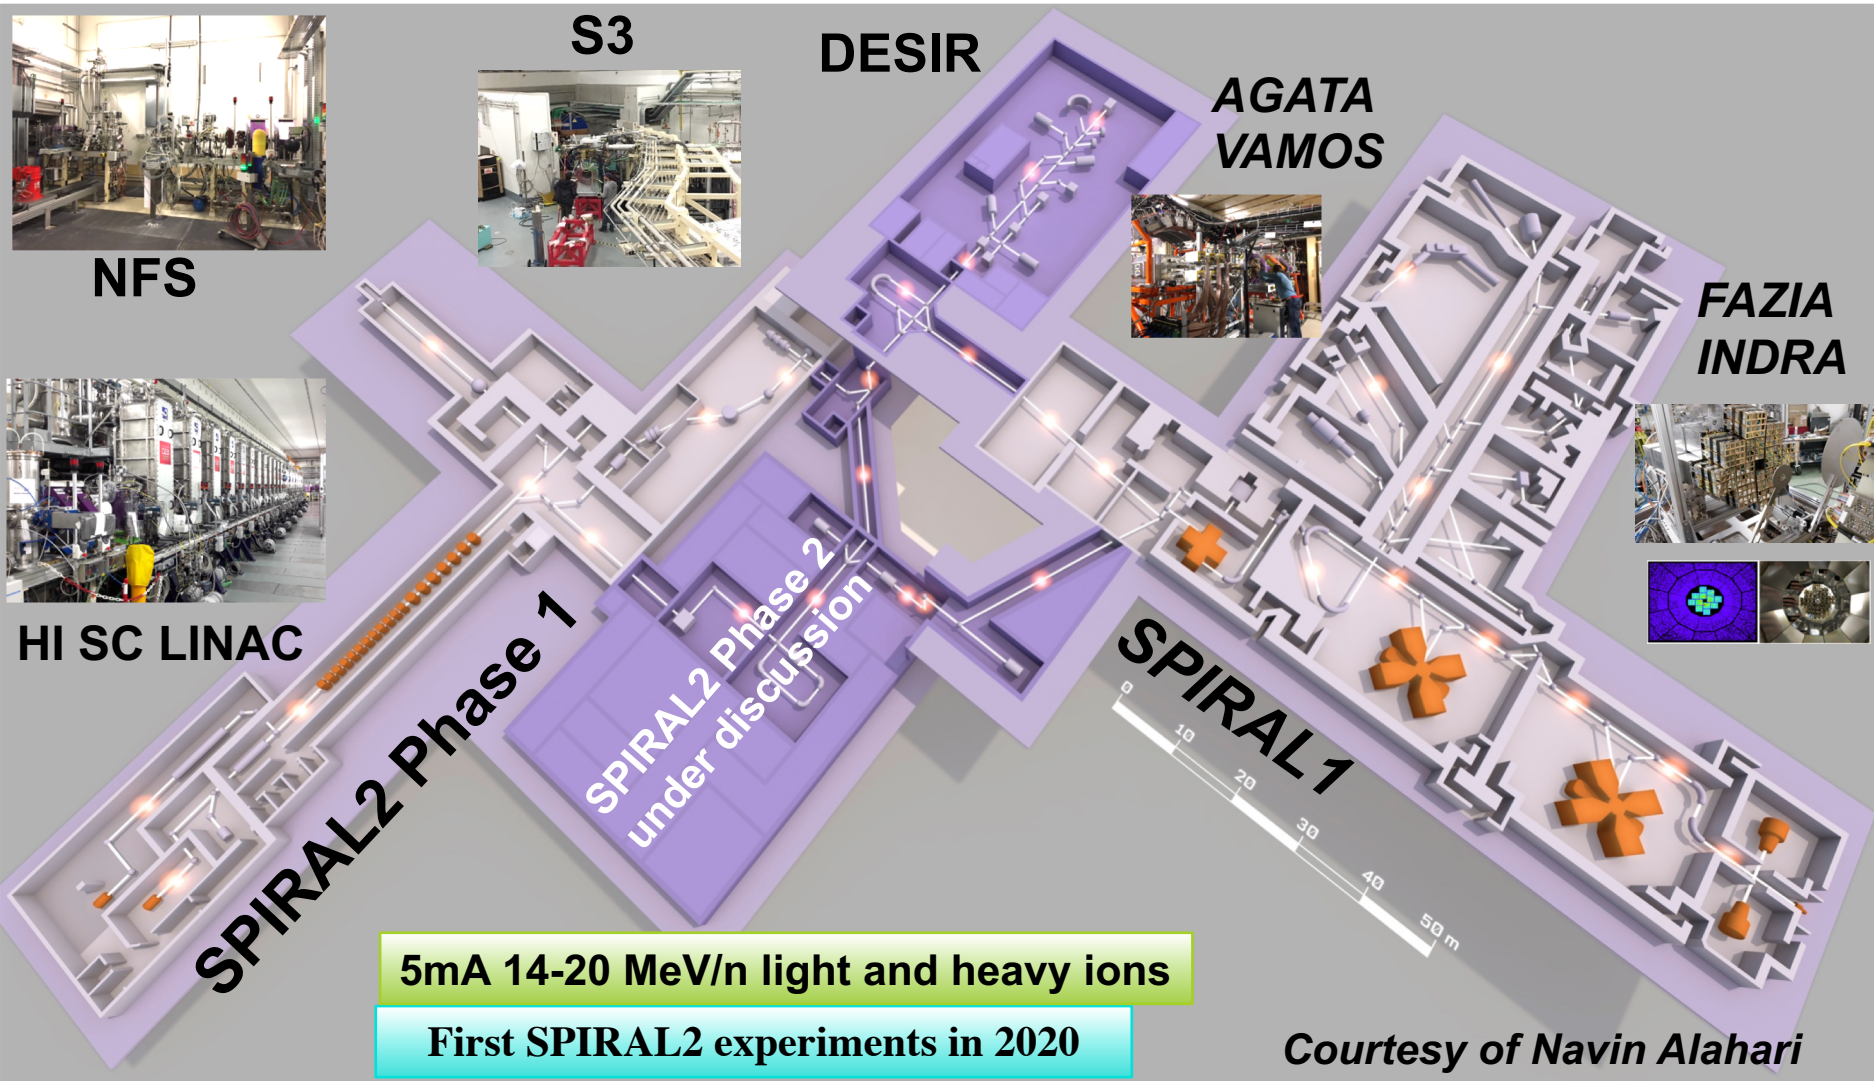 S3
DESIR
AGATA
VAMOS
NFS
FAZIA
INDRA
HI SC LINAC
SPIRAL2 Phase 1
SPIRAL2 Phase 2
under discussion
SPIRAL1
0
10
20
30
40
50 m
5mA 14-20 MeV/n light and heavy ions
First SPIRAL2 experiments in 2020
Courtesy of Navin Alahari